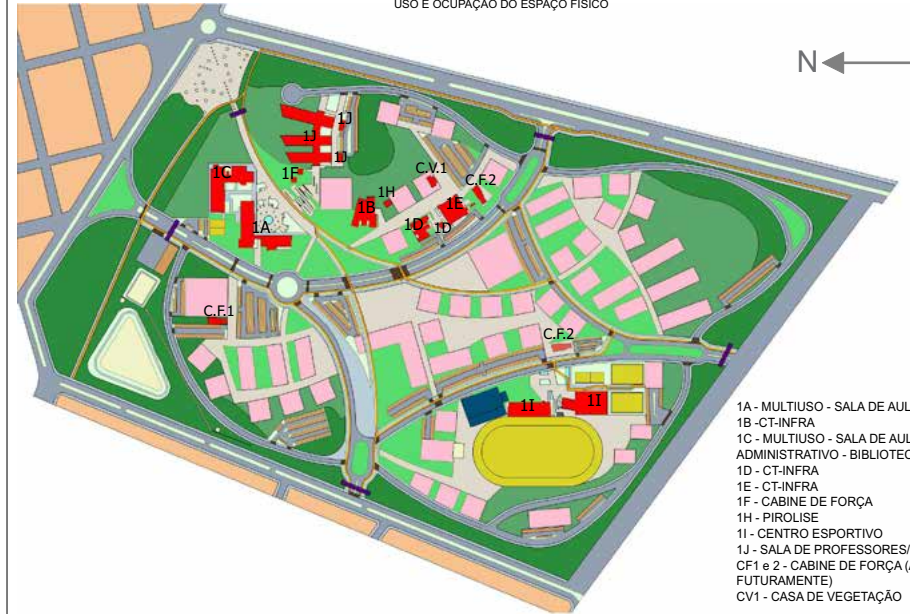 USO E OCUPAÇÃO DO ESPAÇO FÍSICO
N
1J
1J
1J
1C
1F
C.V.1
1H
C.F.2
1B
1E
1D
1D
1A
C.F.1
C.F.2
1I
1I
1A - MULTIUSO - SALA DE AUL
1B -CT-INFRA
1C - MULTIUSO - SALA DE AUL
ADMINISTRATIVO - BIBLIOTEC
1D - CT-INFRA
1E - CT-INFRA
1F - CABINE DE FORÇA
1H - PIROLISE
1I - CENTRO ESPORTIVO
1J - SALA DE PROFESSORES/
CF1 e 2 - CABINE DE FORÇA (
FUTURAMENTE)
CV1 - CASA DE VEGETAÇÃO